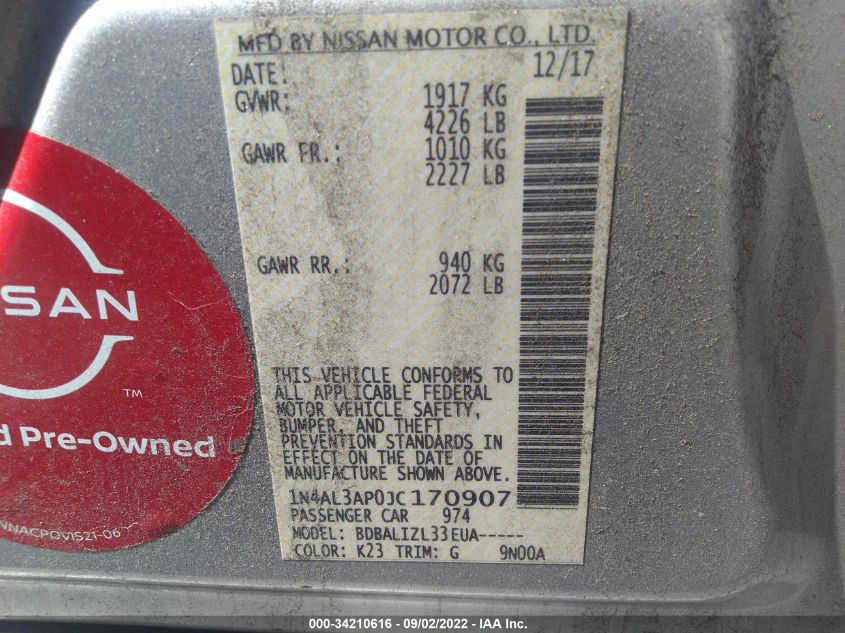 MFD BY NISSAN MOTOR CO., LTD.
DATE: 12/17
GVWR: 1917 KG
4226 LB
GAWR FR.: 1010 KG
2227 LB
GAWR RR.: 940 KG
2072 LB
THIS VEHICLE CONFORMS TO
ALL APPLICABLE FEDERAL
MOTOR VEHICLE SAFETY,
BUMPER, AND THEFT
PREVENTION STANDARDS IN
EFFECT ON THE DATE OF
MANUFACTURE SHOWN ABOVE.
1N4AL3AP0JC170907
PASSENGER CAR 974
MODEL: BDBALIZL33EUA-----
COLOR: K23 TRIM: G 9N00A
SSAN
TM
d Pre-Owned
NNACPOVIS21-06
000-34210616 - 09/02/2022 - IAA Inc.